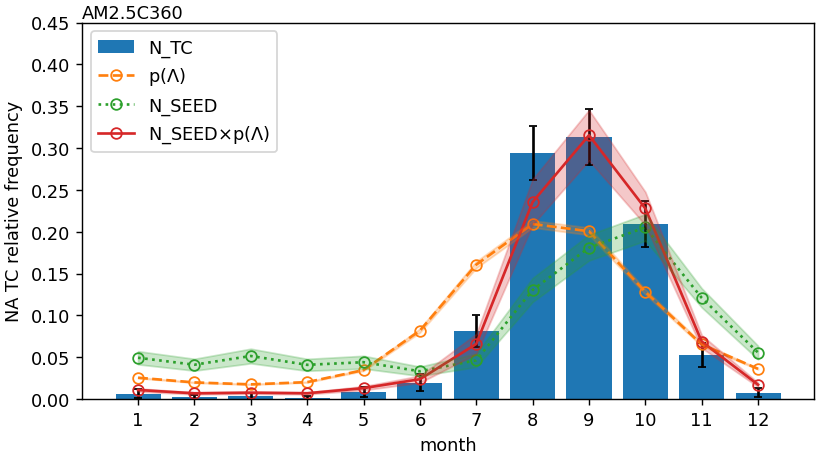 AM2.5C360
0.45
0.40
0.35
0.30
0.25
0.20
0.15
0.10
0.05
0.00
NA TC relative frequency
N_TC
p(Λ)
N_SEED
N_SEED×p(Λ)
1 2 3 4 5 6 7 8 9 10 11 12
month